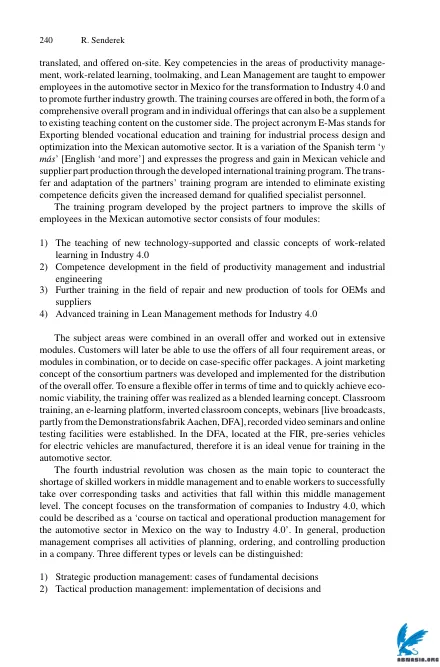 240 R. Senderek
translated, and offered on-site. Key competencies in the areas of productivity manage-
ment, work-related learning, toolmaking, and Lean Management are taught to empower
employees in the automotive sector in Mexico for the transformation to Industry 4.0 and
to promote further industry growth. The training courses are offered in both, the form of a
comprehensive overall program and in individual offerings that can also be a supplement
to existing teaching content on the customer side. The project acronym E-Mas stands for
Exporting blended vocational education and training for industrial process design and
optimization into the Mexican automotive sector. It is a variation of the Spanish term ‘y
más’ [English ‘and more’] and expresses the progress and gain in Mexican vehicle and
supplier part production through the developed international training program. The trans-
fer and adaptation of the partners’ training program are intended to eliminate existing
competence deficits given the increased demand for qualified specialist personnel.
The training program developed by the project partners to improve the skills of
employees in the Mexican automotive sector consists of four modules:
1) The teaching of new technology-supported and classic concepts of work-related
learning in Industry 4.0
2) Competence development in the field of productivity management and industrial
engineering
3) Further training in the field of repair and new production of tools for OEMs and
suppliers
4) Advanced training in Lean Management methods for Industry 4.0
The subject areas were combined in an overall offer and worked out in extensive
modules. Customers will later be able to use the offers of all four requirement areas, or
modules in combination, or to decide on case-specific offer packages. A joint marketing
concept of the consortium partners was developed and implemented for the distribution
of the overall offer. To ensure a flexible offer in terms of time and to quickly achieve eco-
nomic viability, the training offer was realized as a blended learning concept. Classroom
training, an e-learning platform, inverted classroom concepts, webinars [live broadcasts,
partly from the Demonstrationsfabrik Aachen, DFA], recorded video seminars and online
testing facilities were established. In the DFA, located at the FIR, pre-series vehicles
for electric vehicles are manufactured, therefore it is an ideal venue for training in the
automotive sector.
The fourth industrial revolution was chosen as the main topic to counteract the
shortage of skilled workers in middle management and to enable workers to successfully
take over corresponding tasks and activities that fall within this middle management
level. The concept focuses on the transformation of companies to Industry 4.0, which
could be described as a ‘course on tactical and operational production management for
the automotive sector in Mexico on the way to Industry 4.0’. In general, production
management comprises all activities of planning, ordering, and controlling production
in a company. Three different types or levels can be distinguished:
1) Strategic production management: cases of fundamental decisions
2) Tactical production management: implementation of decisions and